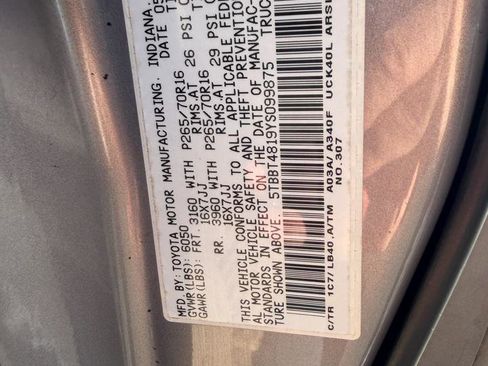 MFD.BY:TOYOTA MOTOR MANUFACTURING, INDIANA,
GVWR(LBS):6050 DATE 05
GAWR(LBS): FRT.3160 WITH P265/70R16
16X7JJ RIMS.AT 26 PSI
RR. 3960 WITH P265/70R16
16X7JJ RIMS.AT 29 PSI
THIS VEHICLE CONFORMS TO ALL APPLICABLE FEDER
AL MOTOR VEHICLE SAFETY AND THEFT PREVENTION
STANDARDS IN EFFECT ON THE DATE OF MANUFAC-
TURE SHOWN ABOVE. 5TBBT4819YS099875 TRUC
C/TR 1C7/LB40.A/TM A03A/A340F UCK40L
NO.307